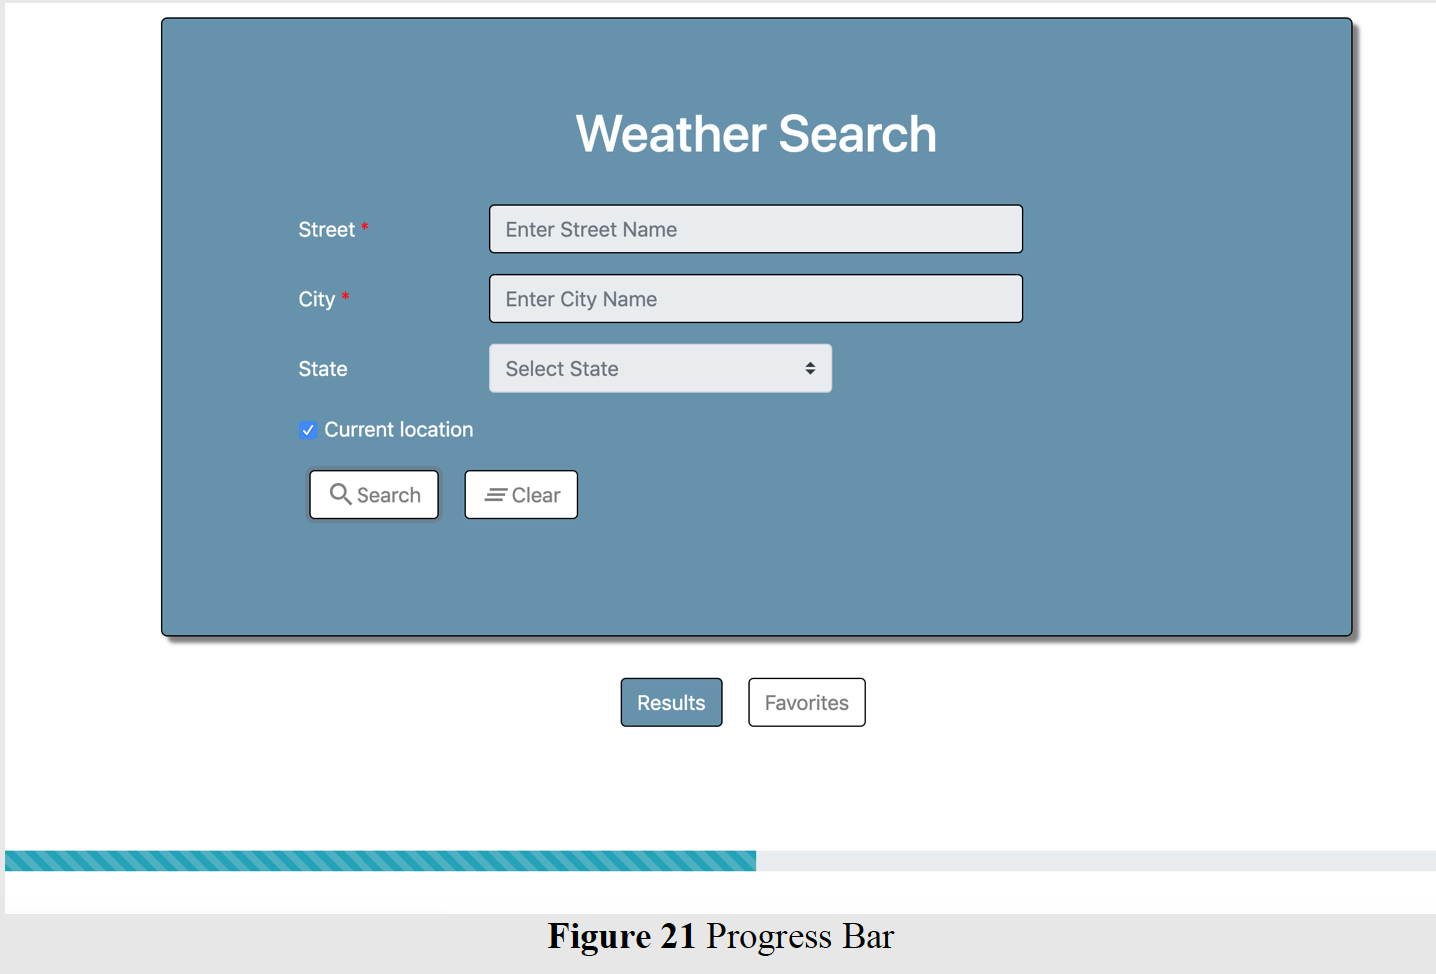 Weather Search
Street *
Enter Street Name
City *
Enter City Name
State
Select State
Current location
Search
Clear
Results
Favorites
Figure 21 Progress Bar